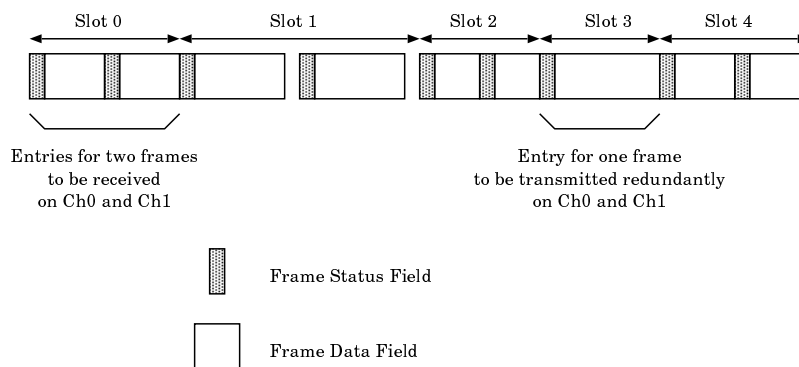 Slot 0 Slot 1 Slot 2 Slot 3 Slot 4
Entries for two frames
to be received
on Ch0 and Ch1
Entry for one frame
to be transmitted redundantly
on Ch0 and Ch1
Frame Status Field
Frame Data Field